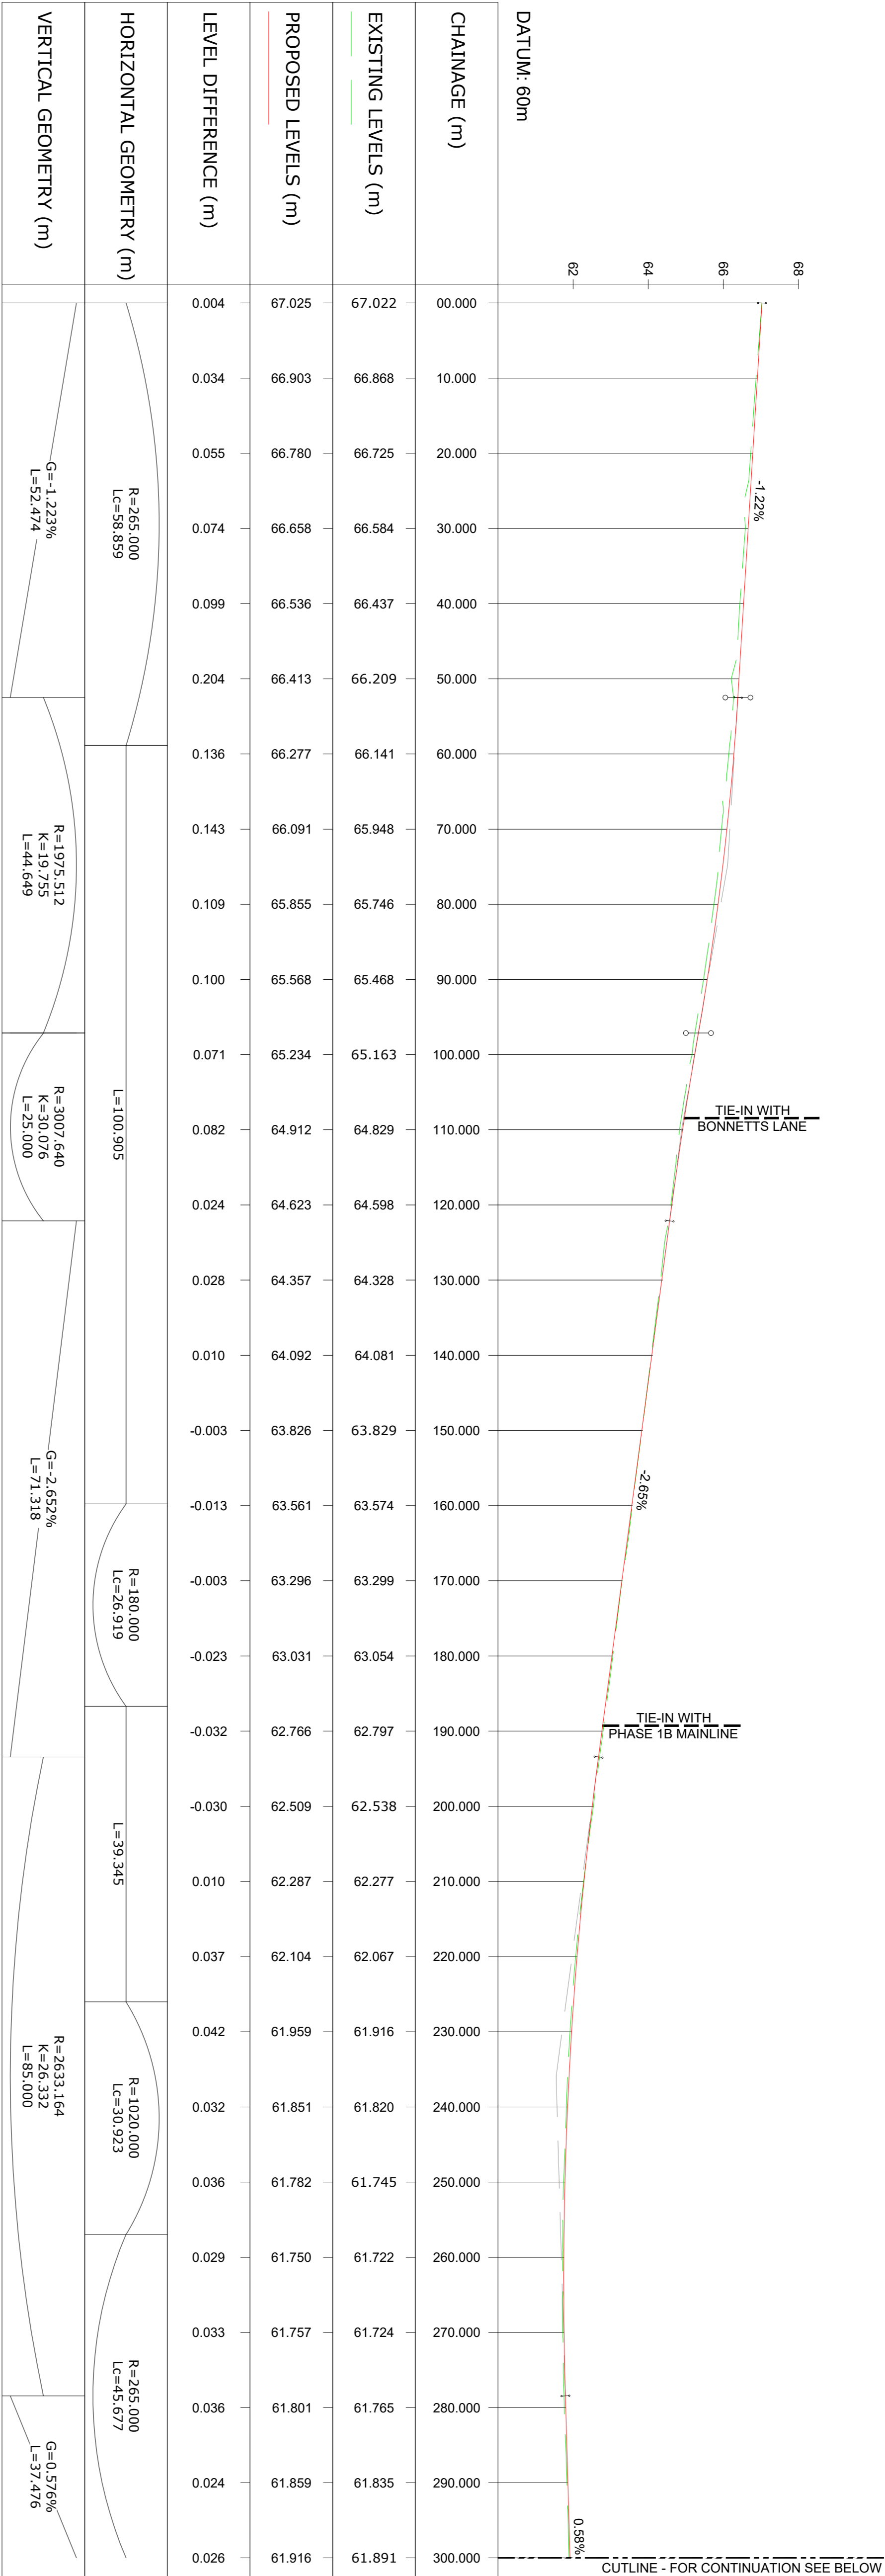 DATUM: 60m
68
66
64
62
-1.22%
-2.65%
0.58%
TIE-IN WITH
BONNETTS LANE
TIE-IN WITH
PHASE 1B MAINLINE
CUTLINE - FOR CONTINUATION SEE BELOW
CHAINAGE (m)
00.000 10.000 20.000 30.000 40.000 50.000 60.000 70.000 80.000 90.000 100.000 110.000 120.000 130.000 140.000 150.000 160.000 170.000 180.000 190.000 200.000 210.000 220.000 230.000 240.000 250.000 260.000 270.000 280.000 290.000 300.000
EXISTING LEVELS (m)
67.022 66.868 66.725 66.584 66.437 66.209 66.141 65.948 65.746 65.468 65.163 64.829 64.598 64.328 64.081 63.829 63.574 63.299 63.054 62.797 62.538 62.277 62.067 61.916 61.820 61.745 61.722 61.724 61.765 61.835 61.891
PROPOSED LEVELS (m)
67.025 66.903 66.780 66.658 66.536 66.413 66.277 66.091 65.855 65.568 65.234 64.912 64.623 64.357 64.092 63.826 63.561 63.296 63.031 62.766 62.509 62.287 62.104 61.959 61.851 61.782 61.750 61.757 61.801 61.859 61.916
LEVEL DIFFERENCE (m)
0.004 0.034 0.055 0.074 0.099 0.204 0.136 0.143 0.109 0.100 0.071 0.082 0.024 0.028 0.010 -0.003 -0.013 -0.003 -0.023 -0.032 -0.030 0.010 0.037 0.042 0.032 0.036 0.029 0.033 0.036 0.024 0.026
HORIZONTAL GEOMETRY (m)
R=265.000
Lc=58.859
L=100.905
R=180.000
Lc=26.919
L=39.345
R=1020.000
Lc=30.923
R=265.000
Lc=45.677
VERTICAL GEOMETRY (m)
G=-1.223%
L=52.474
R=1975.512
K=19.755
L=44.649
R=3007.640
K=30.076
L=25.000
G=-2.652%
L=71.318
R=2633.164
K=26.332
L=85.000
G=0.576%
L=37.476